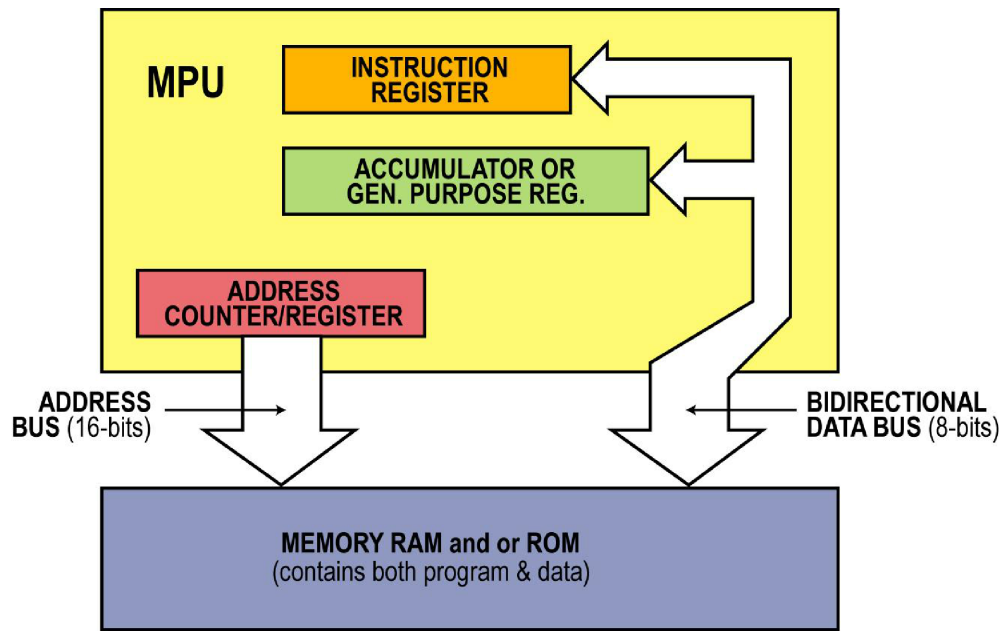 MPU
INSTRUCTION
REGISTER
ACCUMULATOR OR
GEN. PURPOSE REG.
ADDRESS
COUNTER/REGISTER
ADDRESS
BUS (16-bits)
BIDIRECTIONAL
DATA BUS (8-bits)
MEMORY RAM and or ROM
(contains both program & data)